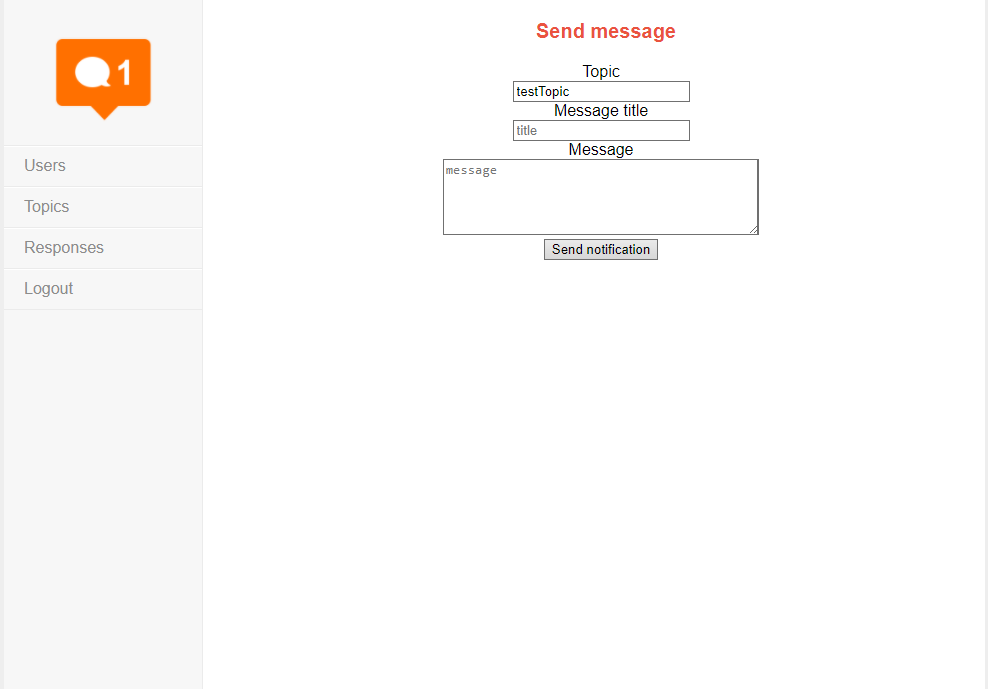 1
Users
Topics
Responses
Logout
Send message
Topic
testTopic
Message title
title
Message
message
Send notification